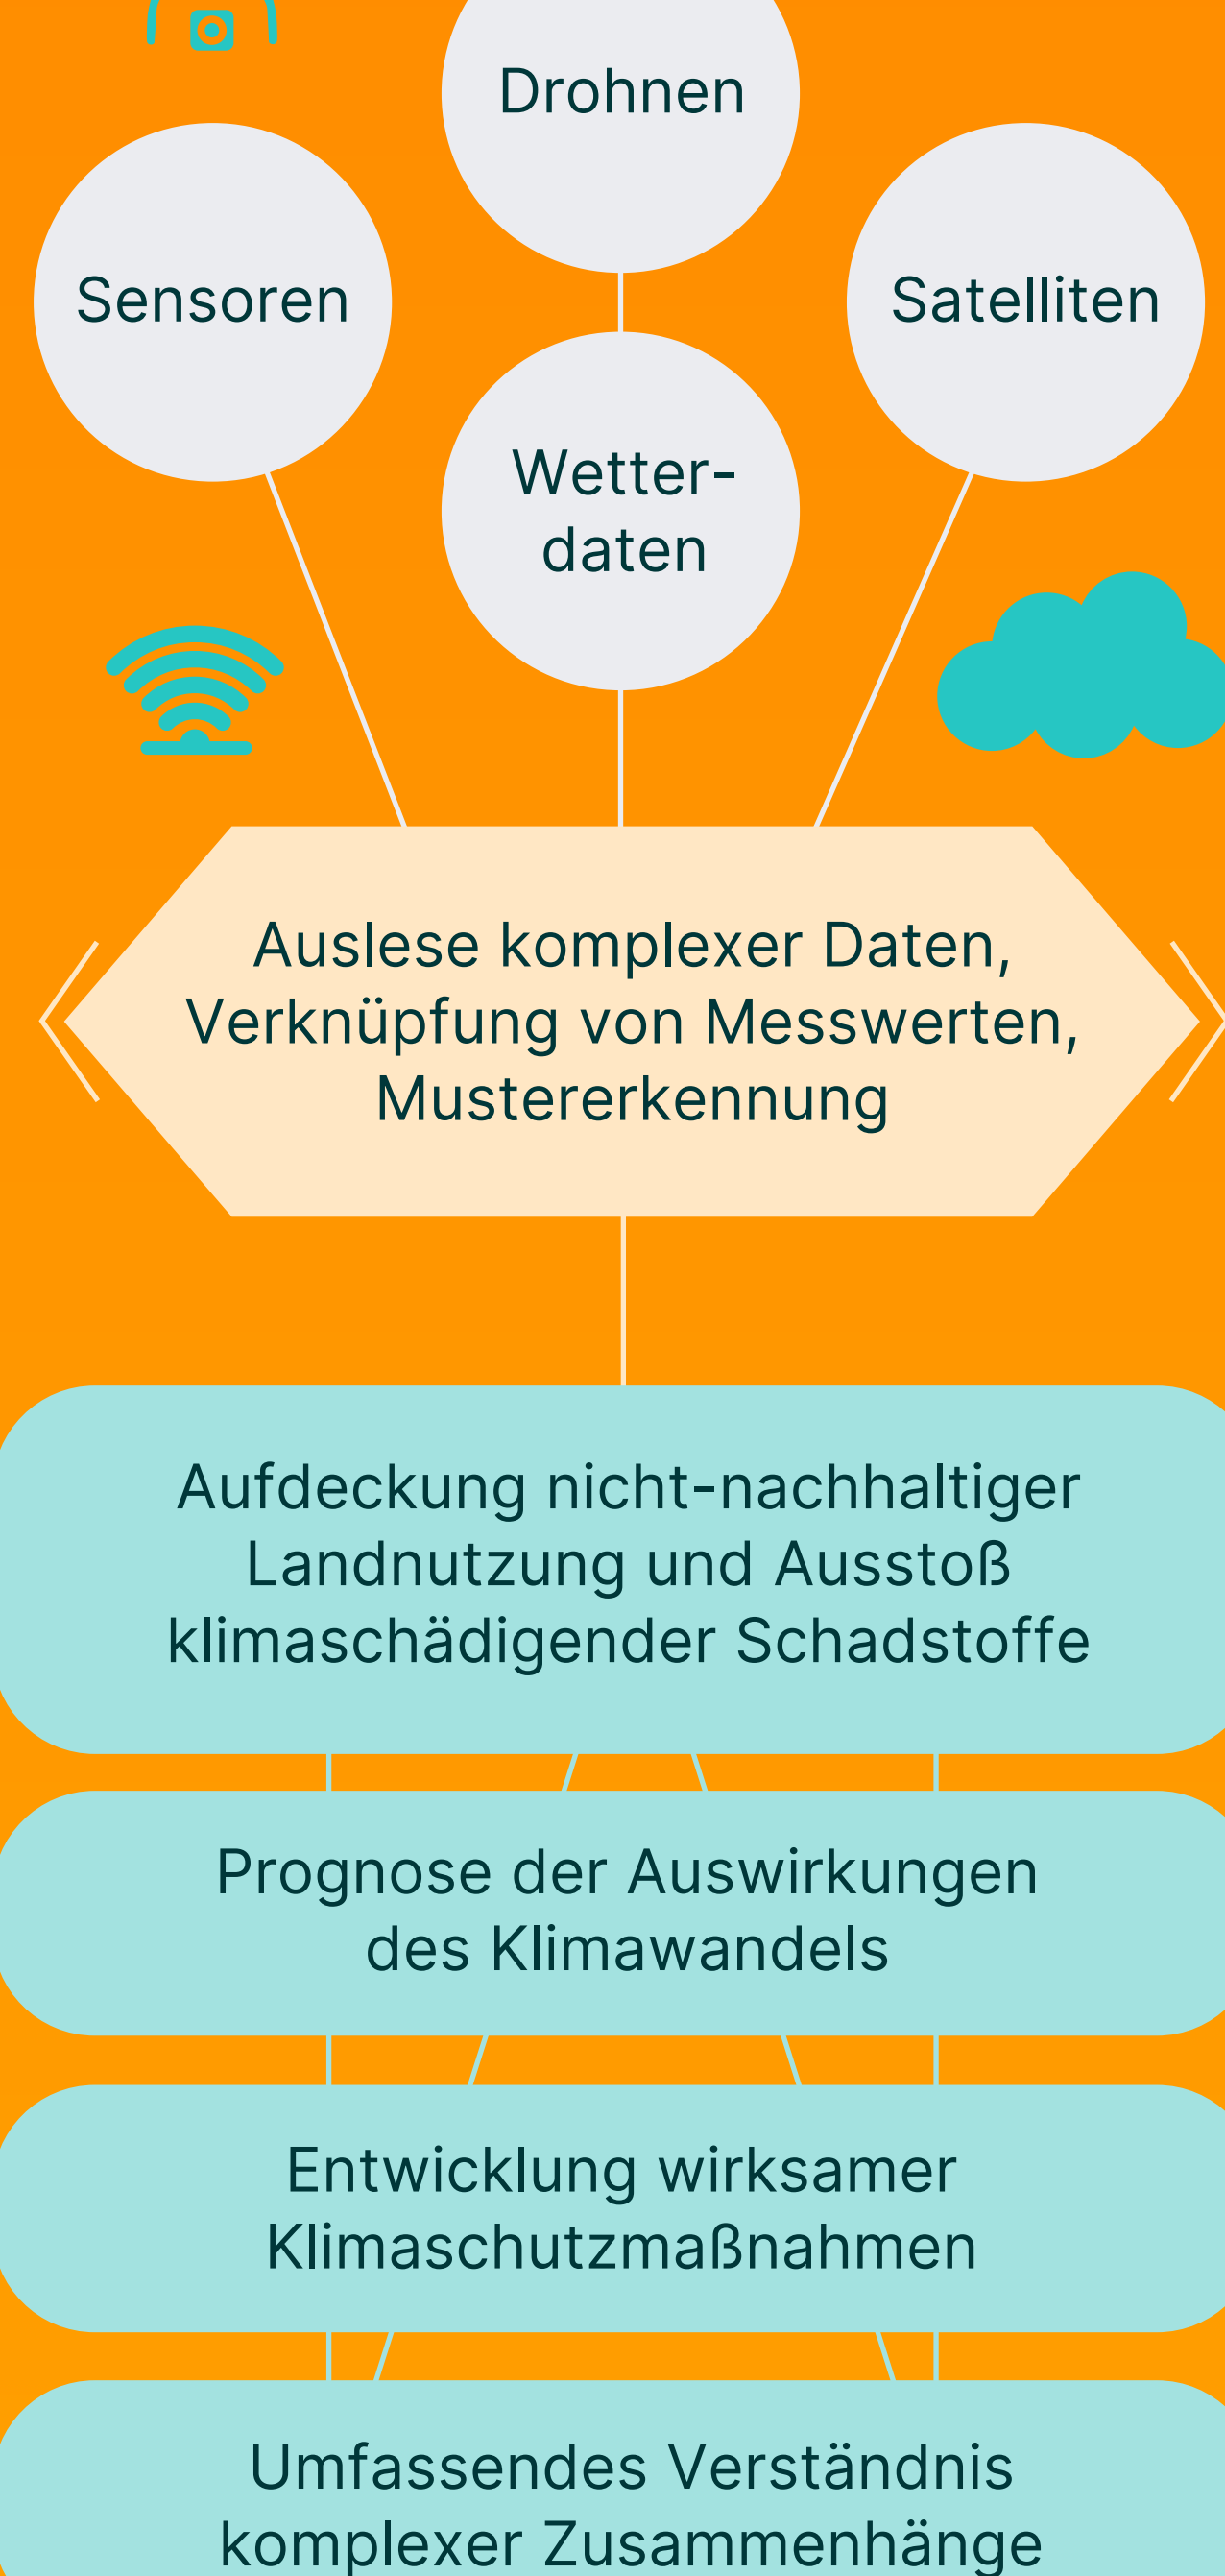 Drohnen
Sensoren
Satelliten
Wetter-
daten
Auslese komplexer Daten,
Verknüpfung von Messwerten,
Mustererkennung
Aufdeckung nicht-nachhaltiger
Landnutzung und Ausstoß
klimaschädigender Schadstoffe
Prognose der Auswirkungen
des Klimawandels
Entwicklung wirksamer
Klimaschutzmaßnahmen
Umfassendes Verständnis
komplexer Zusammenhänge